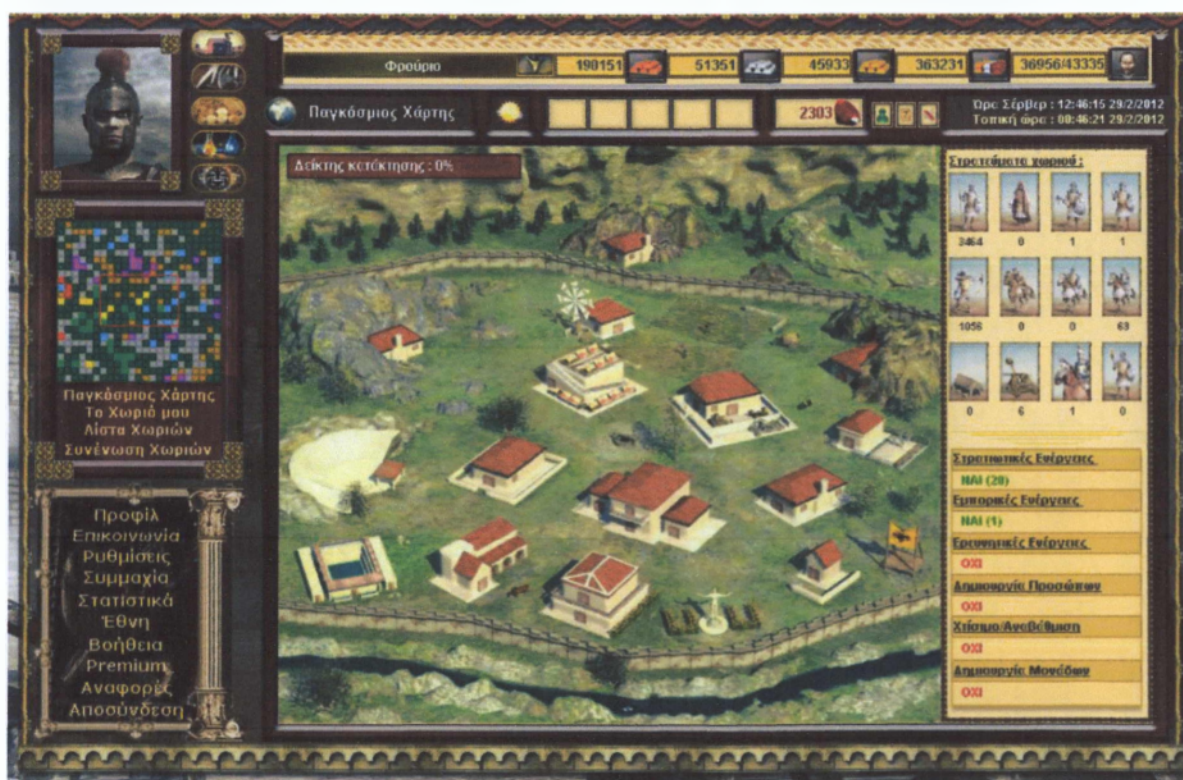 Φρούριο 190151 51351 45933 363231 36956/43335
Παγκόσμιος Χάρτης 2303 Ώρα Σέρβερ : 12:46:15 29/2/2012
Τοπική ώρα : 00:46:21 29/2/2012
Δείκτης κατάκτησης : 0%
Παγκόσμιος Χάρτης
Το Χωριό μου
Λίστα Χωριών
Συνένωση Χωριών
Προφίλ
Επικοινωνία
Ρυθμίσεις
Συμμαχία
Στατιστικά
Έθνη
Βοήθεια
Premium
Αναφορές
Αποσύνδεση
Στρατεύματα χωριού :
3464 0 1 1
1056 0 0 63
0 6 1 0
Στρατιωτικές Ενέργειες
ΝΑΙ (20)
Εμπορικές Ενέργειες
ΝΑΙ (1)
Ερευνητικές Ενέργειες
ΟΧΙ
Δημιουργία Προσώπων
ΟΧΙ
Χτίσιμο/Αναβάθμιση
ΟΧΙ
Δημιουργία Μονάδων
ΟΧΙ